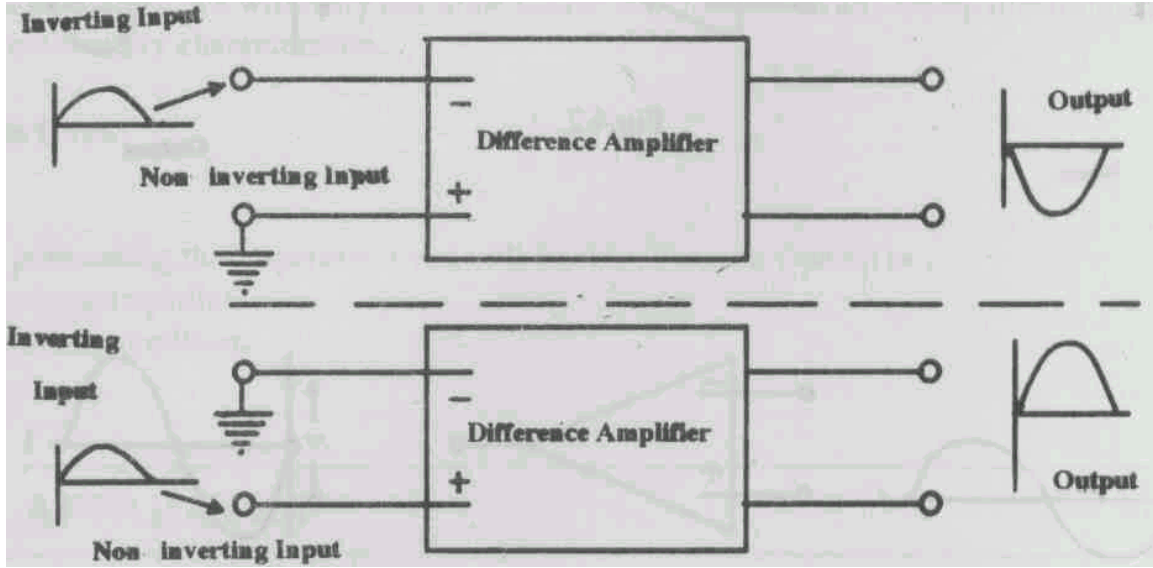 Inverting Input
-
Output
Difference Amplifier
Non inverting Input
+
Inverting
Input
-
Difference Amplifier
+
Output
Non inverting Input